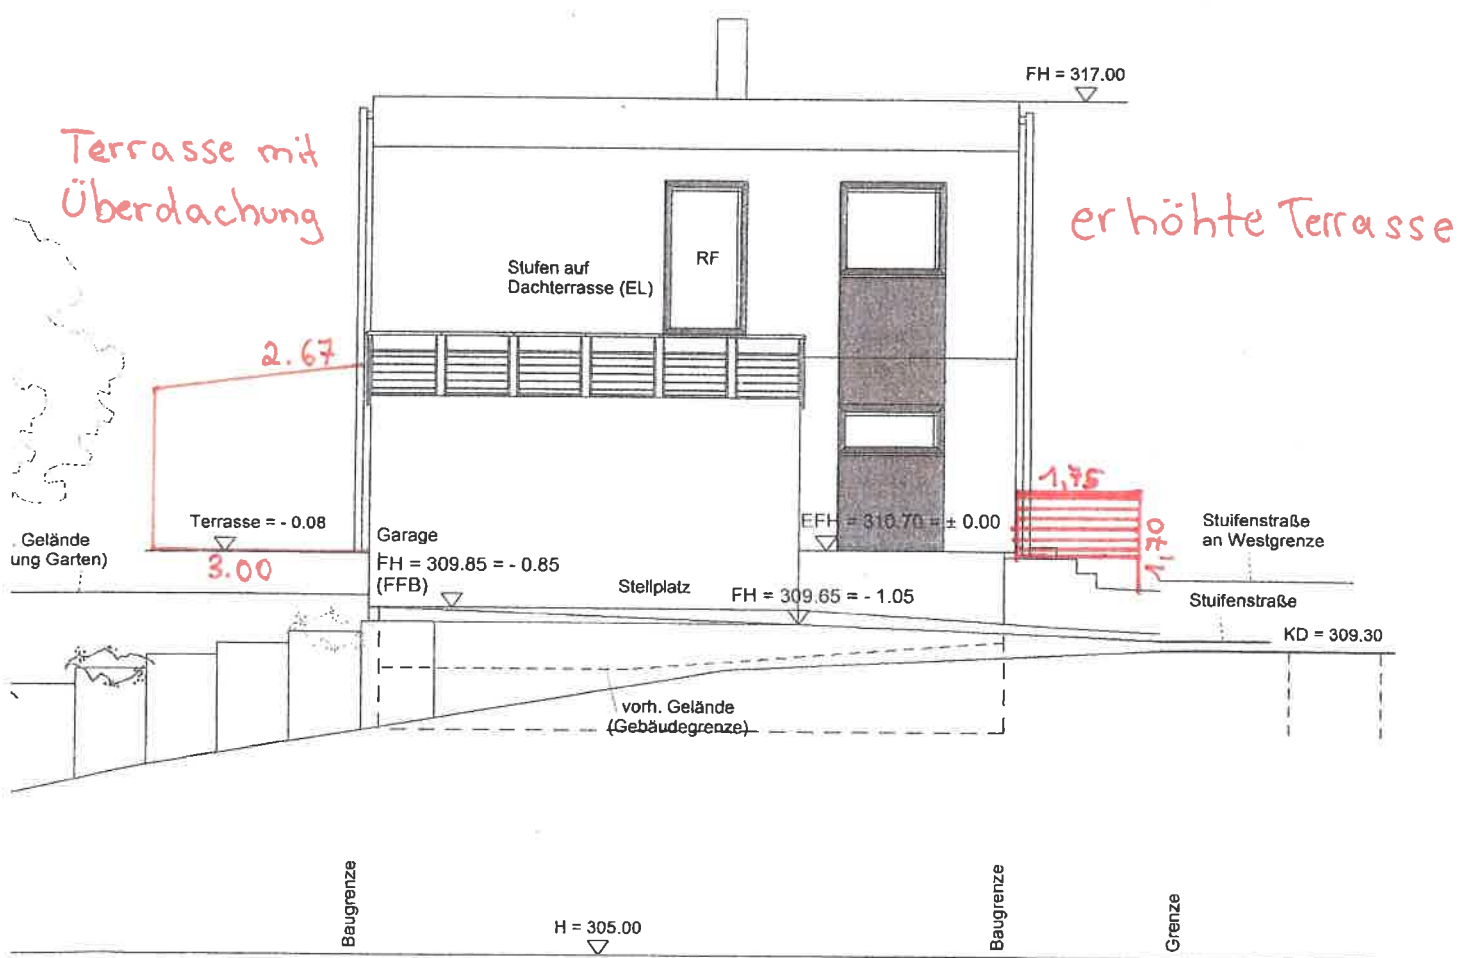 FH = 317.00
Terrasse mit
Überdachung
erhöhte Terrasse
RF
Stufen auf
Dachterrasse (EL)
2.67
1,75
Terrasse = - 0.08
EFH = 310.70 = ± 0.00
Stuifenstraße
an Westgrenze
1,70
Gelände
ung Garten)
3.00
Garage
FH = 309.85 = - 0.85
(FFB)
Stellplatz
FH = 309.65 = - 1.05
Stuifenstraße
KD = 309.30
vorh. Gelände
(Gebäudegrenze)
Baugrenze
Baugrenze
Grenze
H = 305.00